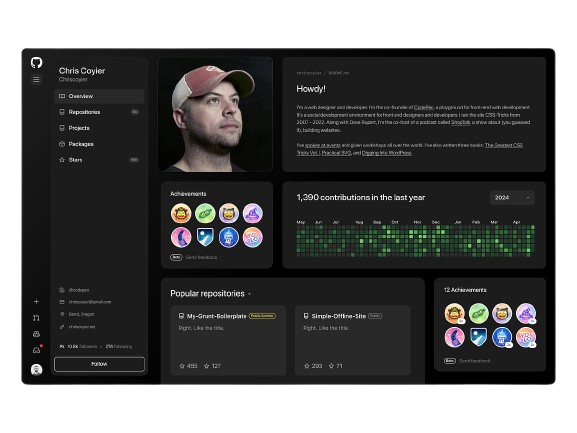 Chris Coyier
Chriscoyier
Overview
Repositories
Projects
Packages
Stars
@codepen
chriscoyier@gmail.com
Bend, Oregon
chriscoyier.net
followers
following
Follow
chriscoyier / README.md
Howdy!
I'm a web designer and developer. I'm the co-founder of CodePen, a playground for front-end web development.
It's a social development environment for front end designers and developers. I ran the site CSS-Tricks from
2007 – 2022. Along with Dave Rupert, I'm the co-host of a podcast called ShopTalk a show about (you guessed
it), building websites.
I've spoken at events and given workshops all over the world. I've also written three books: The Greatest CSS
Tricks Vol. I, Practical SVG, and Digging Into WordPress.
Achievements
Beta Send feedback
1,390 contributions in the last year
2024
May Jun Jul Aug Sep Oct Nov Dec Jan Feb Mar Apr
Popular repositories
My-Grunt-Boilerplate Public Archive
Right. Like the title.
455 127
Simple-Offline-Site Public
Right. Like the title.
293 71
12 Achievements
Beta Send feedback